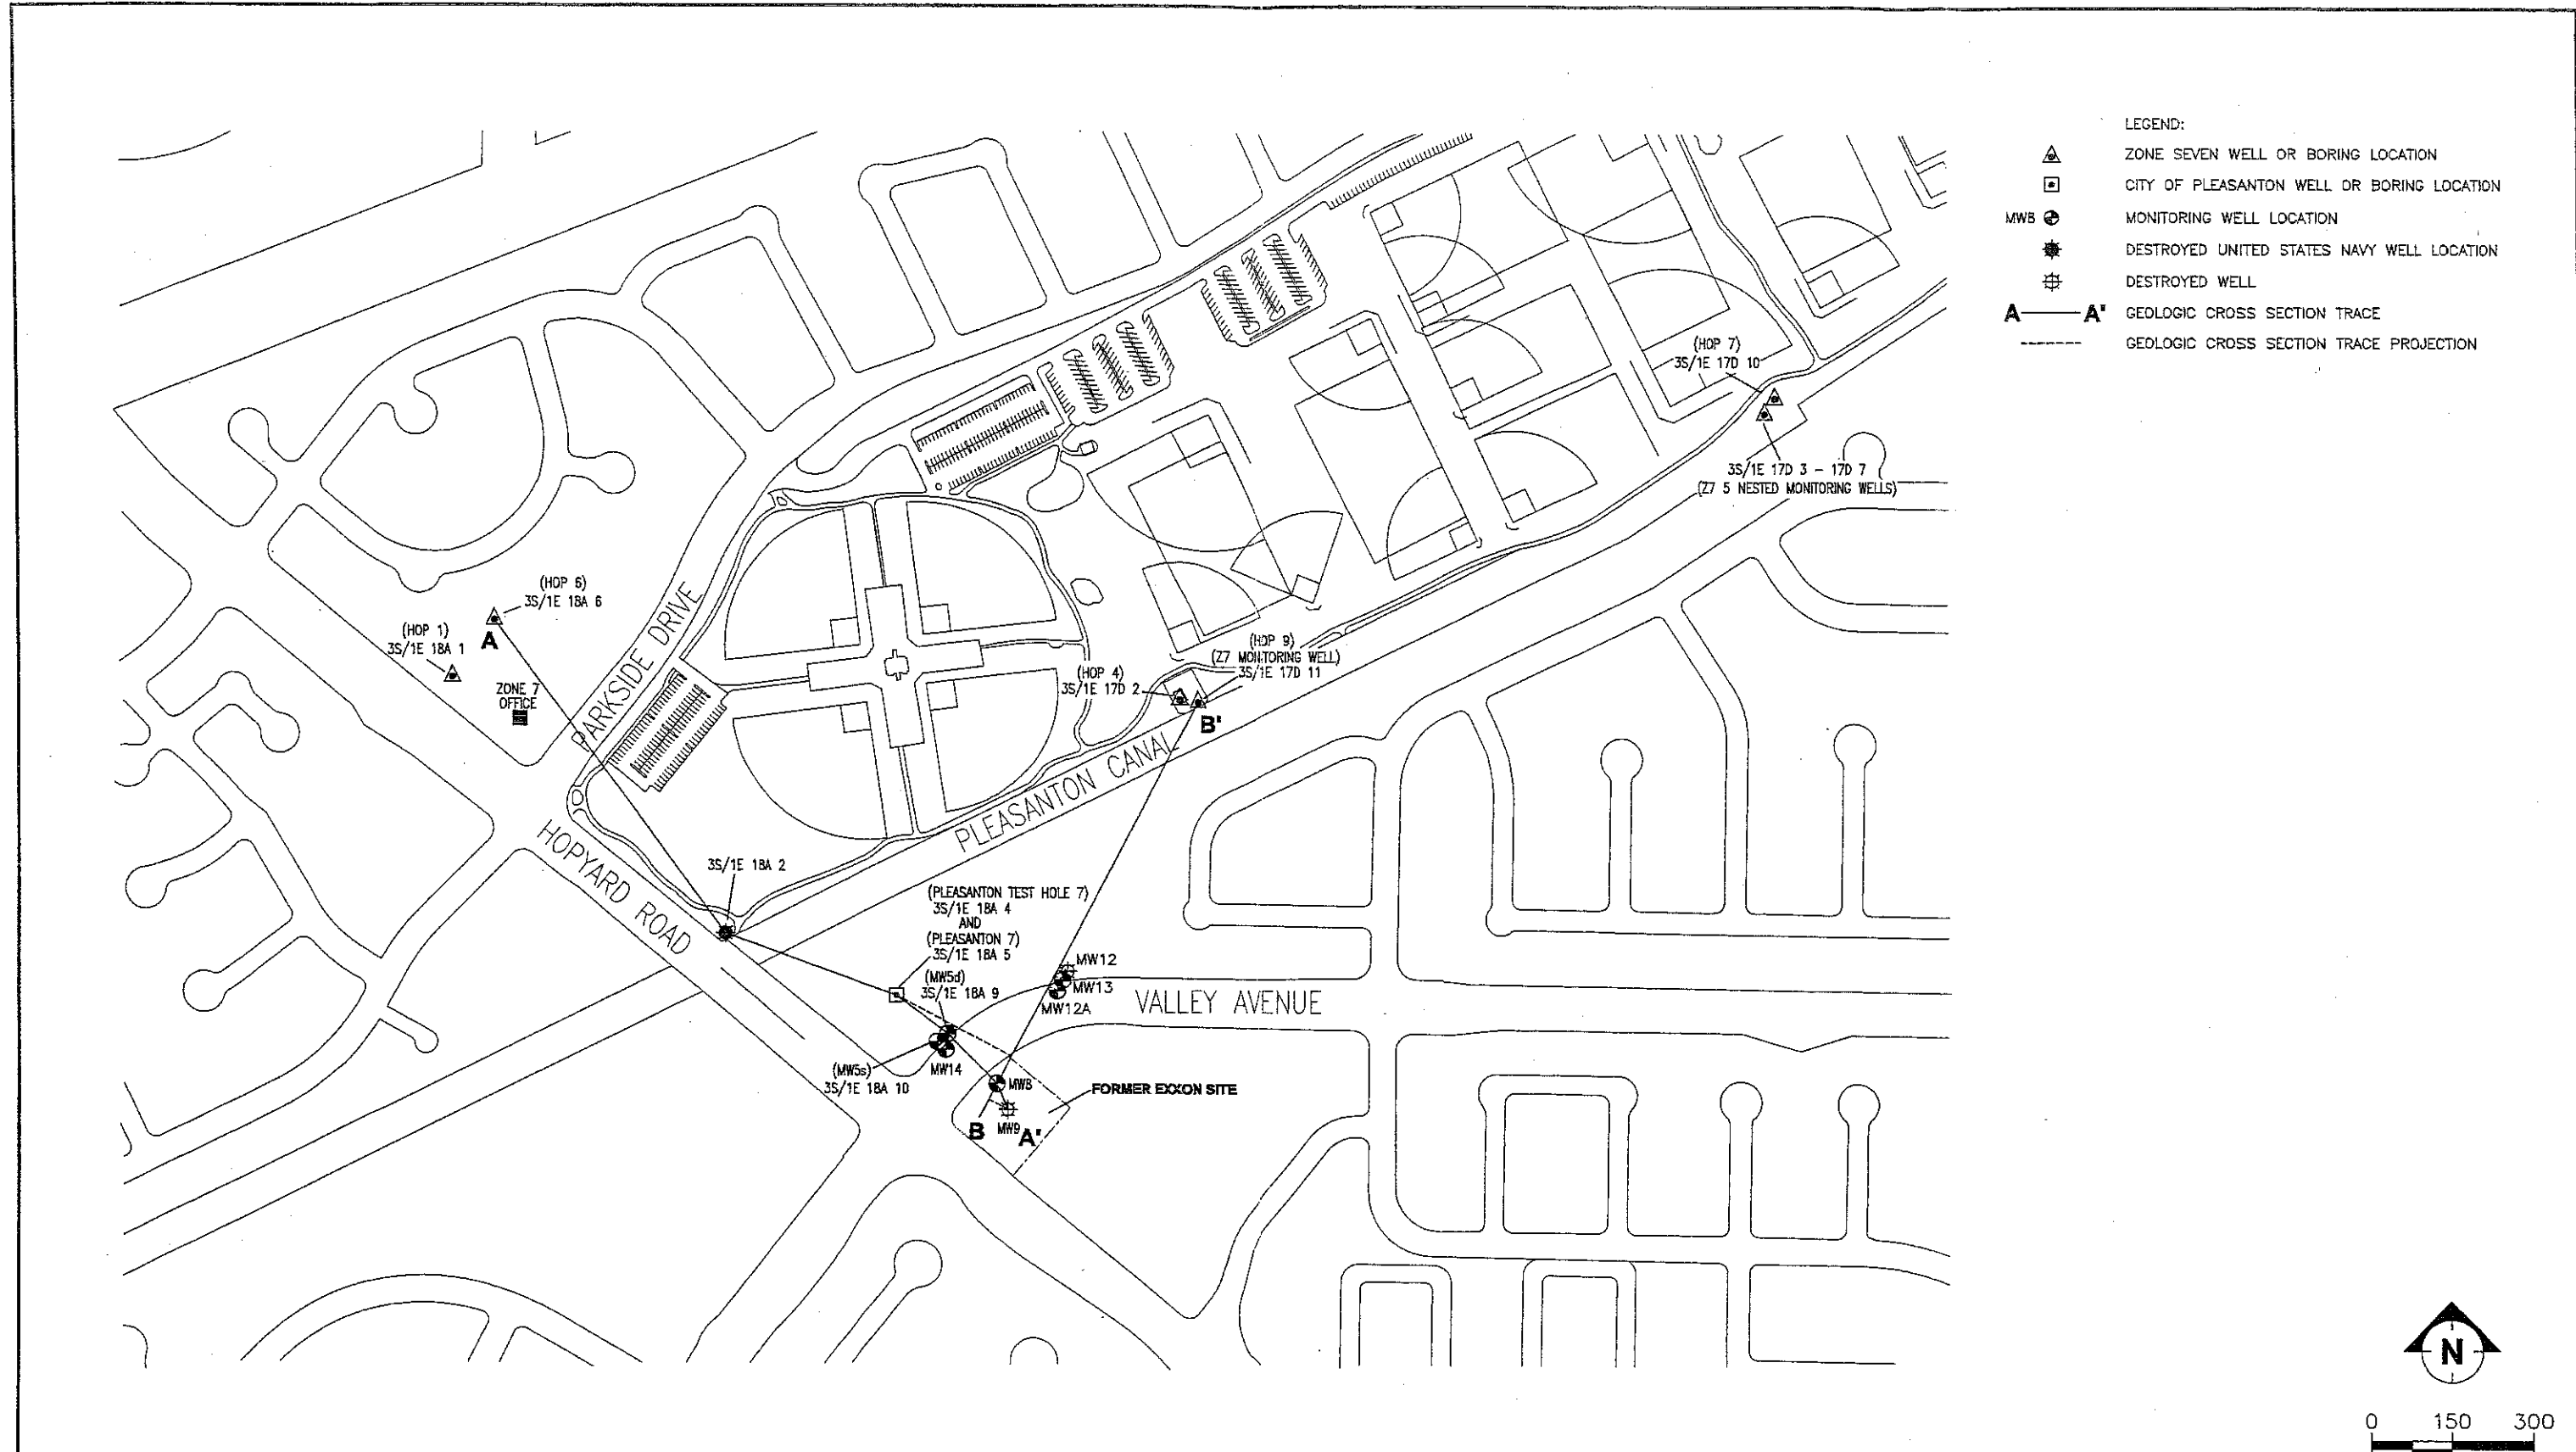 LEGEND:
ZONE SEVEN WELL OR BORING LOCATION
CITY OF PLEASANTON WELL OR BORING LOCATION
MW8 MONITORING WELL LOCATION
DESTROYED UNITED STATES NAVY WELL LOCATION
DESTROYED WELL
A A' GEOLOGIC CROSS SECTION TRACE
GEOLOGIC CROSS SECTION TRACE PROJECTION
(HOP 7)
3S/1E 17D 10
3S/1E 17D 3 - 17D 7
(Z7 5 NESTED MONITORING WELLS)
(HOP 6)
3S/1E 18A 6
A
(HOP 1)
3S/1E 18A 1
ZONE 7
OFFICE
PARKSIDE DRIVE
(HOP 9)
(Z7 MONITORING WELL)
3S/1E 17D 11
(HOP 4)
3S/1E 17D 2
B'
PLEASANTON CANAL
HOPYARD ROAD
3S/1E 18A 2
(PLEASANTON TEST HOLE 7)
3S/1E 18A 4
AND
(PLEASANTON 7)
3S/1E 18A 5
(MW5d)
3S/1E 18A 9
MW12
MW13
MW12A
VALLEY AVENUE
(MW5s)
3S/1E 18A 10
MW14
MW8
FORMER EXXON SITE
B
MW9
A'
N
0 150 300